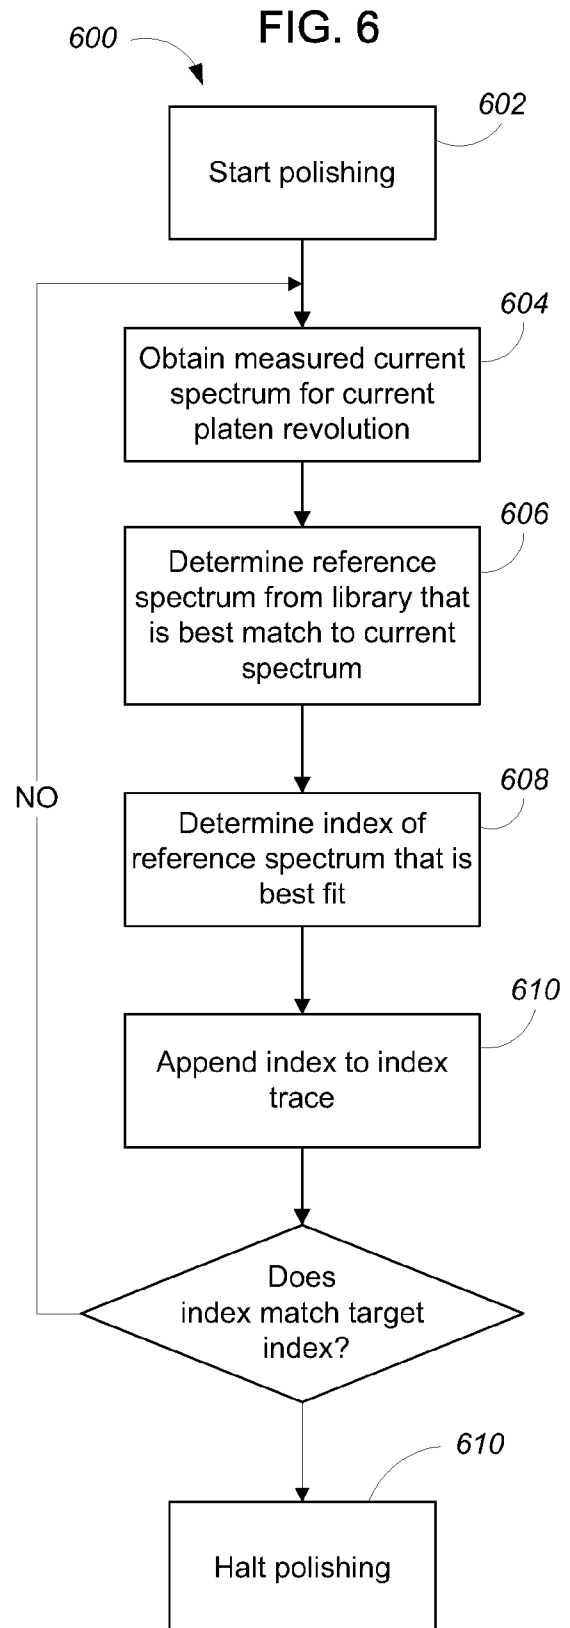 FIG. 6
600
602
Start polishing
604
Obtain measured current
spectrum for current
platen revolution
606
Determine reference
spectrum from library that
is best match to current
spectrum
608
Determine index of
reference spectrum that is
best fit
610
Append index to index
trace
Does
index match target
index?
NO
610
Halt polishing